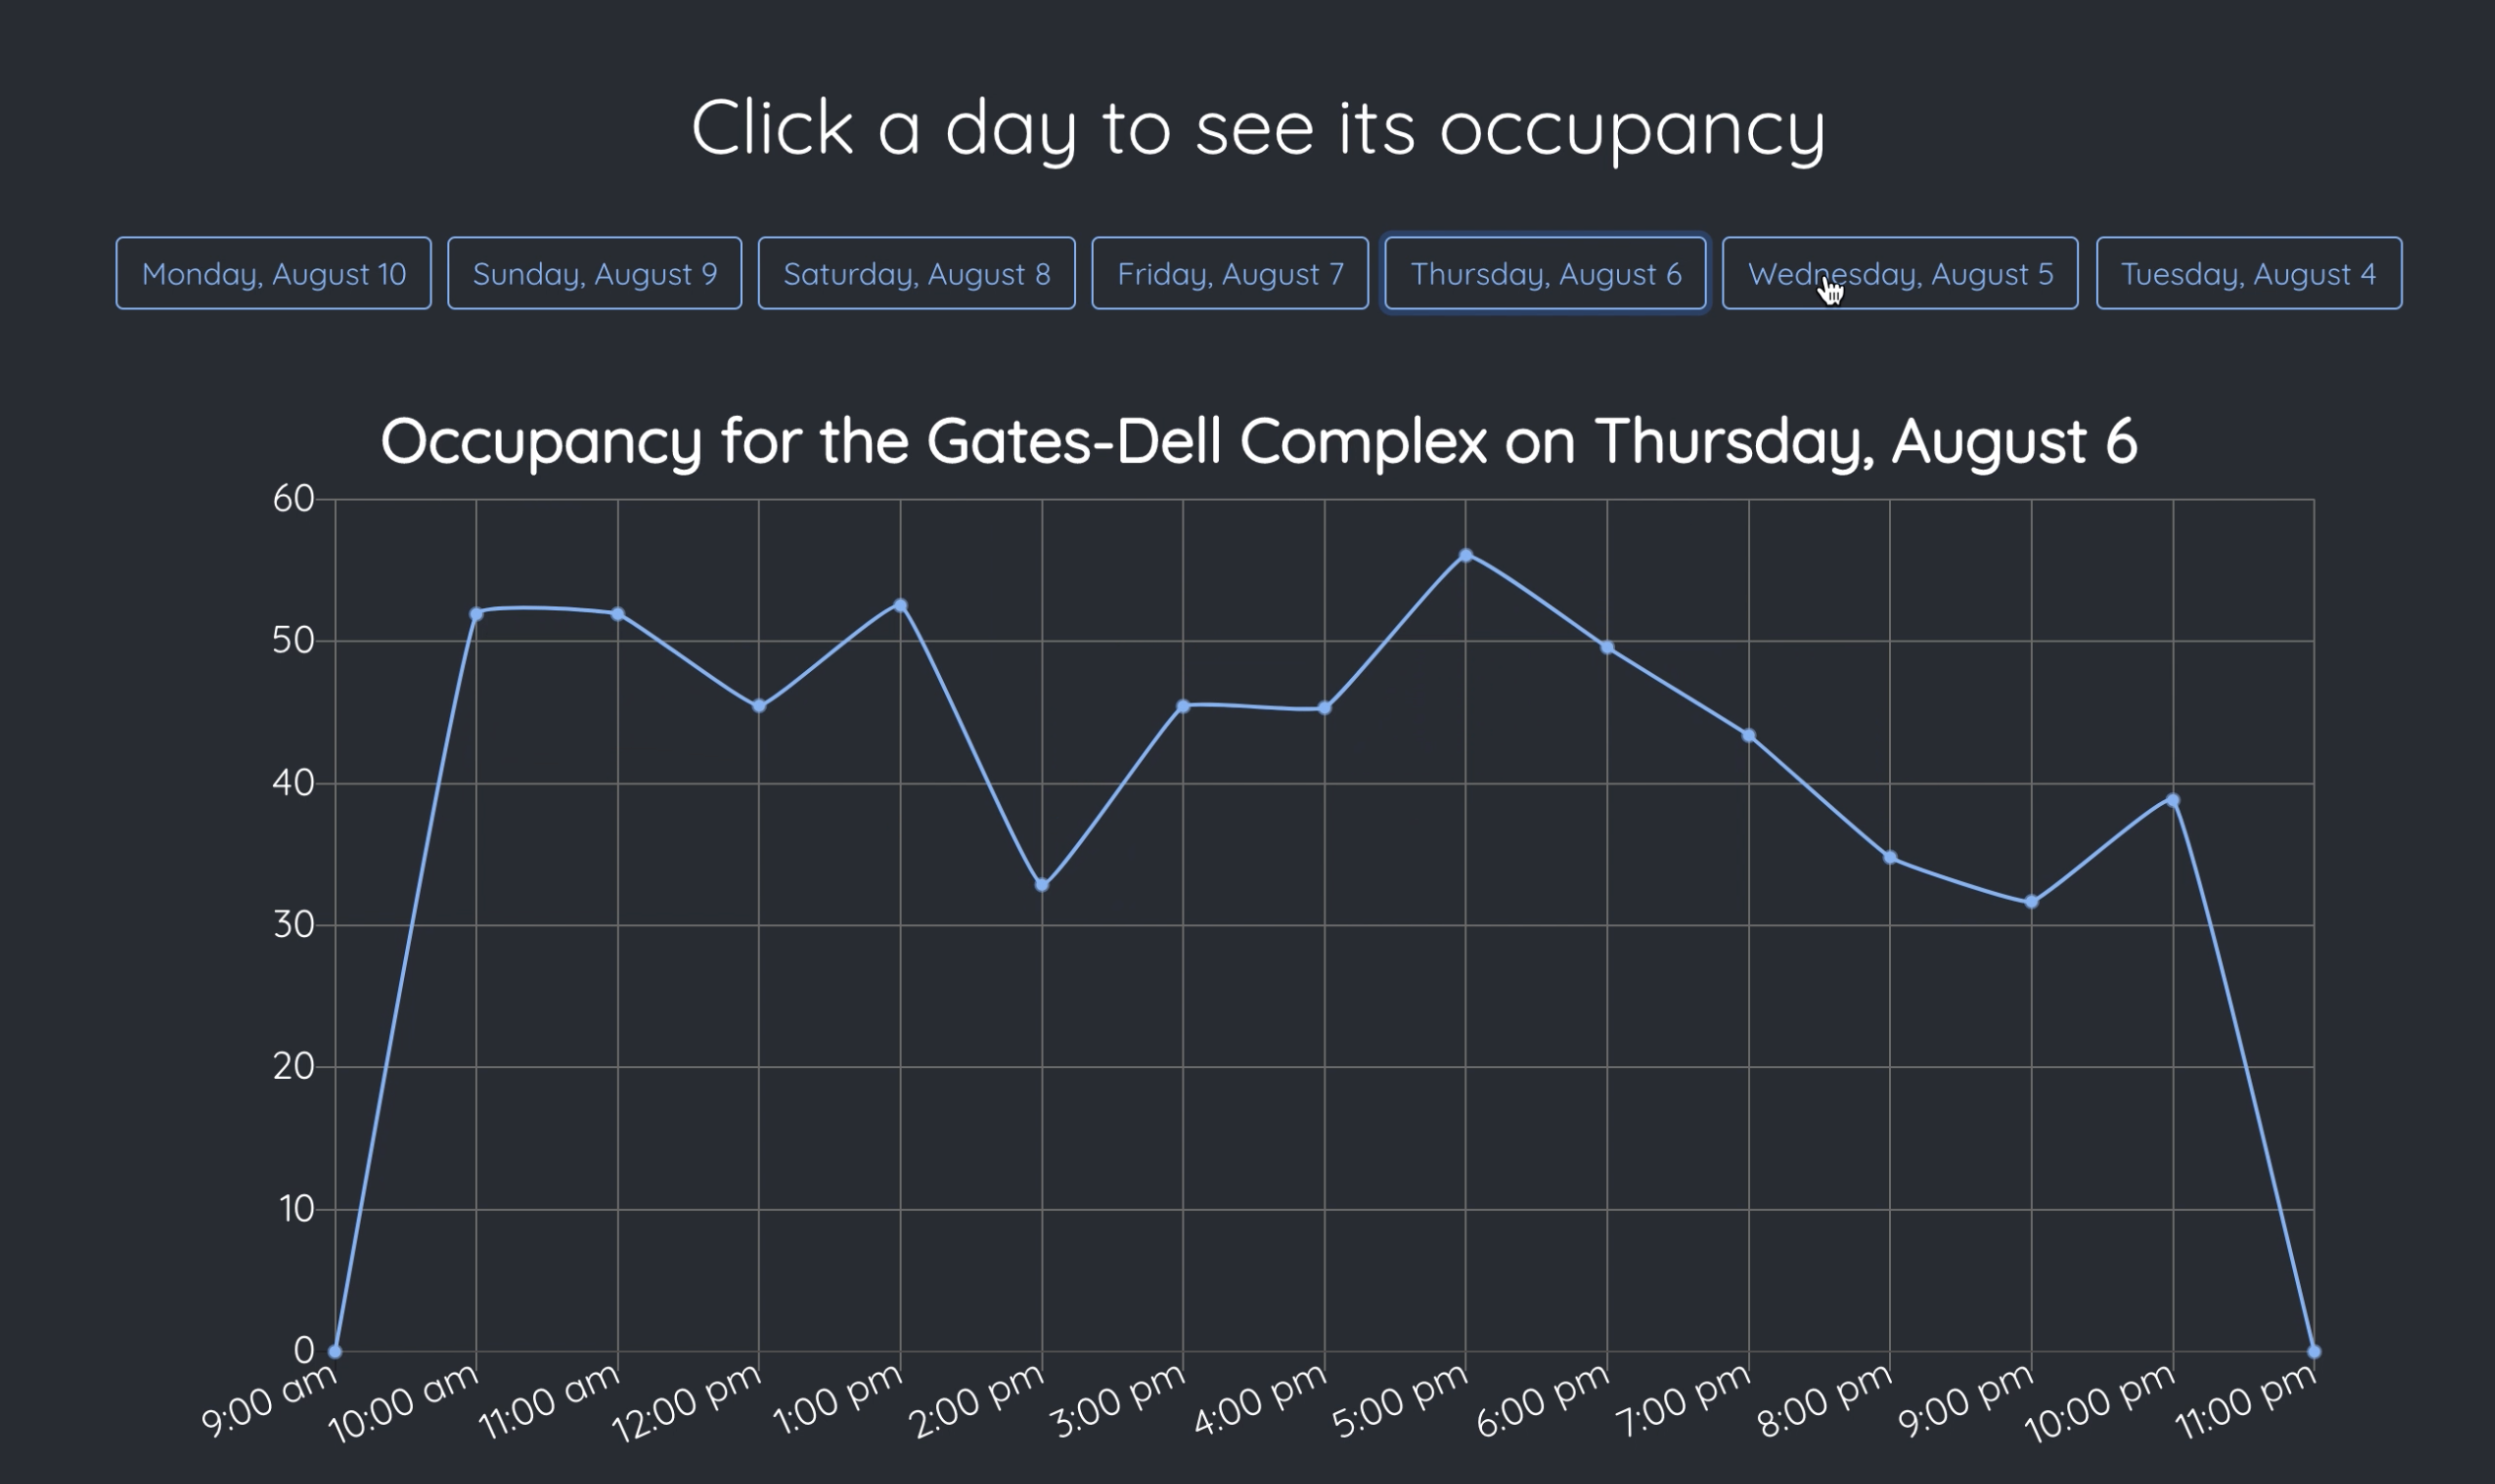 Click a day to see its occupancy
Monday, August 10 Sunday, August 9 Saturday, August 8 Friday, August 7 Thursday, August 6 Wednesday, August 5 Tuesday, August 4
Occupancy for the Gates-Dell Complex on Thursday, August 6
60
50
40
30
20
10
0
9:00 am 10:00 am 11:00 am 12:00 pm 1:00 pm 2:00 pm 3:00 pm 4:00 pm 5:00 pm 6:00 pm 7:00 pm 8:00 pm 9:00 pm 10:00 pm 11:00 pm